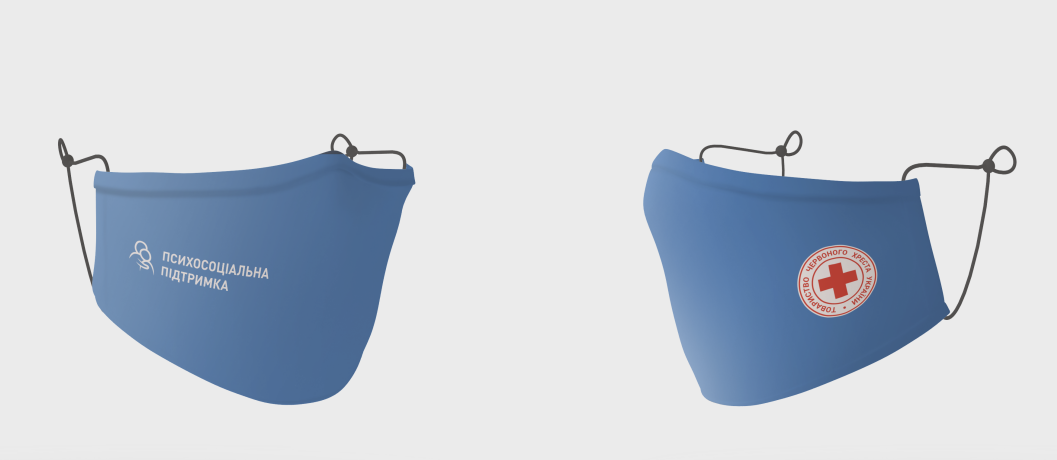 ПСИХОСОЦІАЛЬНА
ПІДТРИМКА
ТОВАРИСТВО ЧЕРВОНОГО ХРЕСТА УКРАЇНИ •